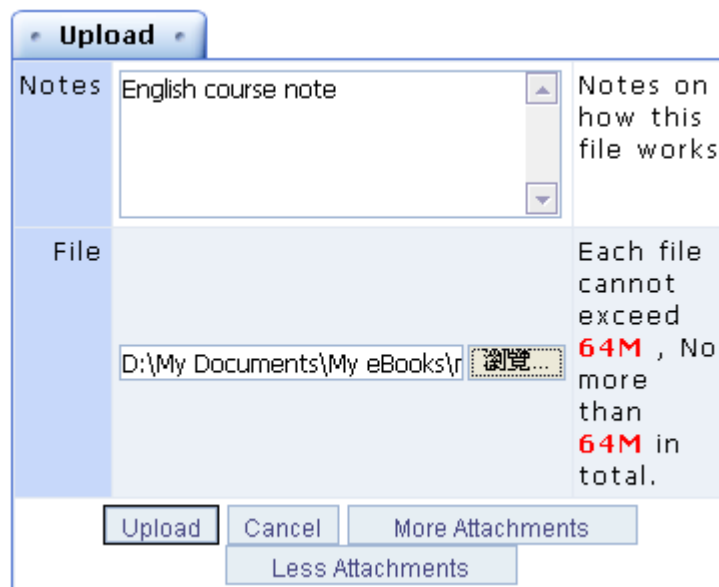 Upload
Notes
English course note
Notes on
how this
file works
File
D:\My Documents\My eBooks\r
瀏覽...
Each file
cannot
exceed
64M , No
more
than
64M in
total.
Upload Cancel More Attachments
Less Attachments